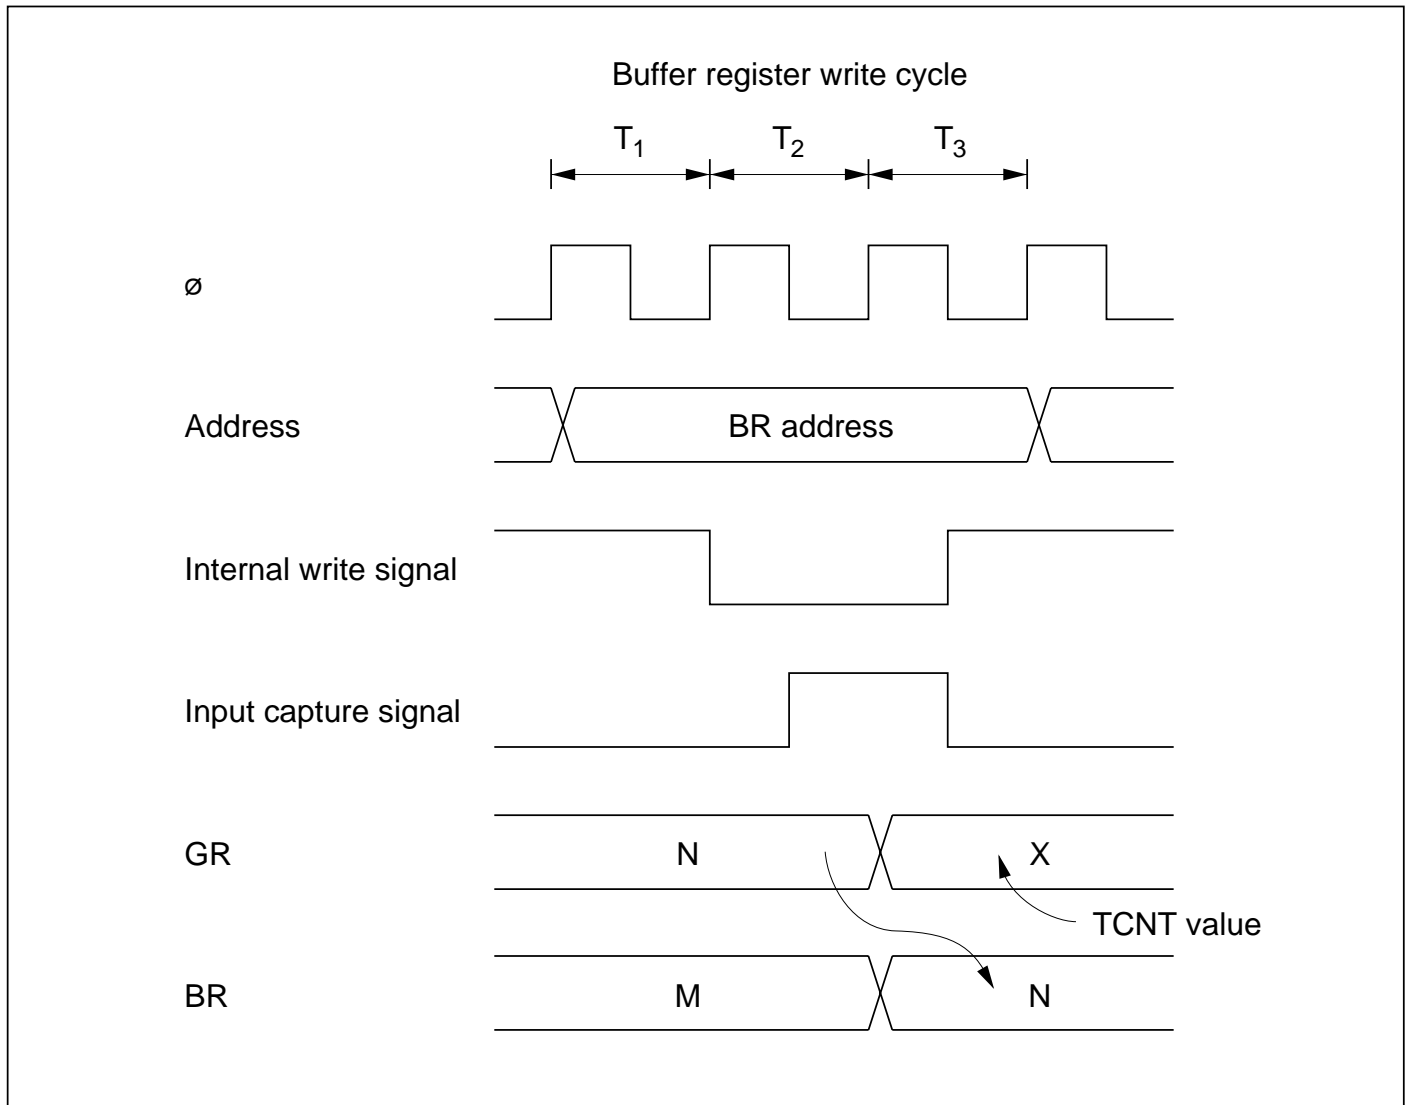 Buffer register write cycle
T1 T2 T3
ø
Address BR address
Internal write signal
Input capture signal
GR N X
TCNT value
BR M N